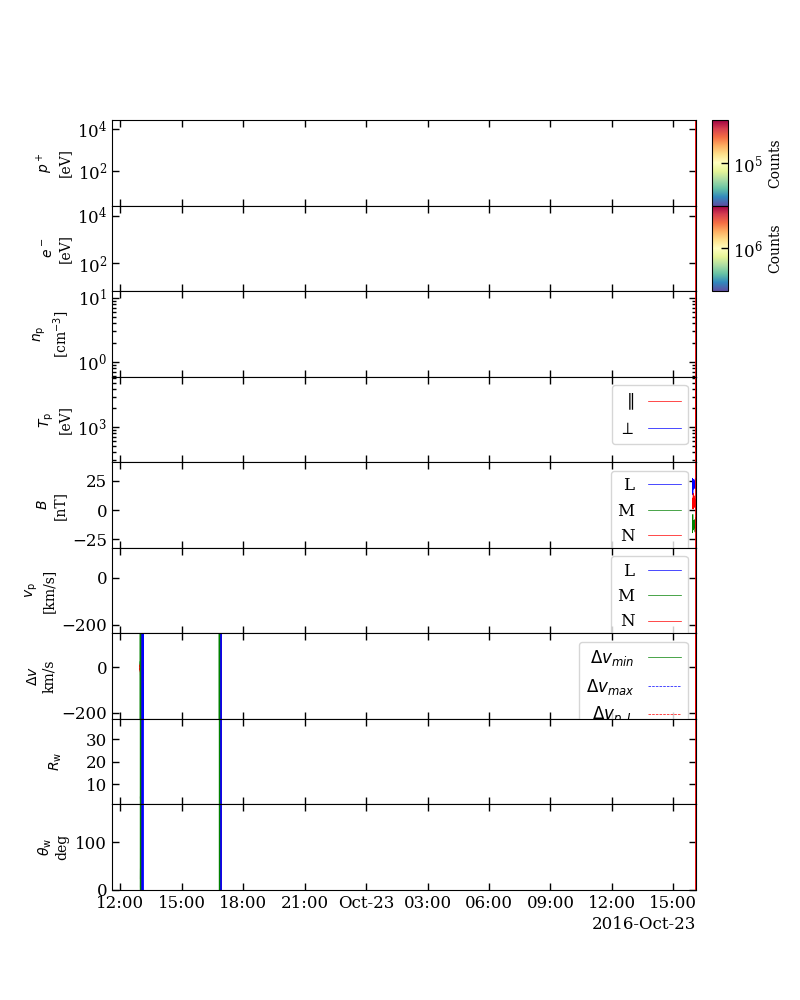 p+
[eV]
10^4
10^2
10^5
Counts
e−
[eV]
10^4
10^2
10^6
Counts
n_p
[cm−3]
10^1
10^0
T_p
[eV]
10^3
∥
⊥
B
[nT]
25
0
−25
L
M
N
v_p
[km/s]
0
−200
L
M
N
Δv
km/s
0
−200
Δv_min
Δv_max
R_w
30
20
10
θ_w
deg
100
0
12:00 15:00 18:00 21:00 Oct-23 03:00 06:00 09:00 12:00 15:00
2016-Oct-23